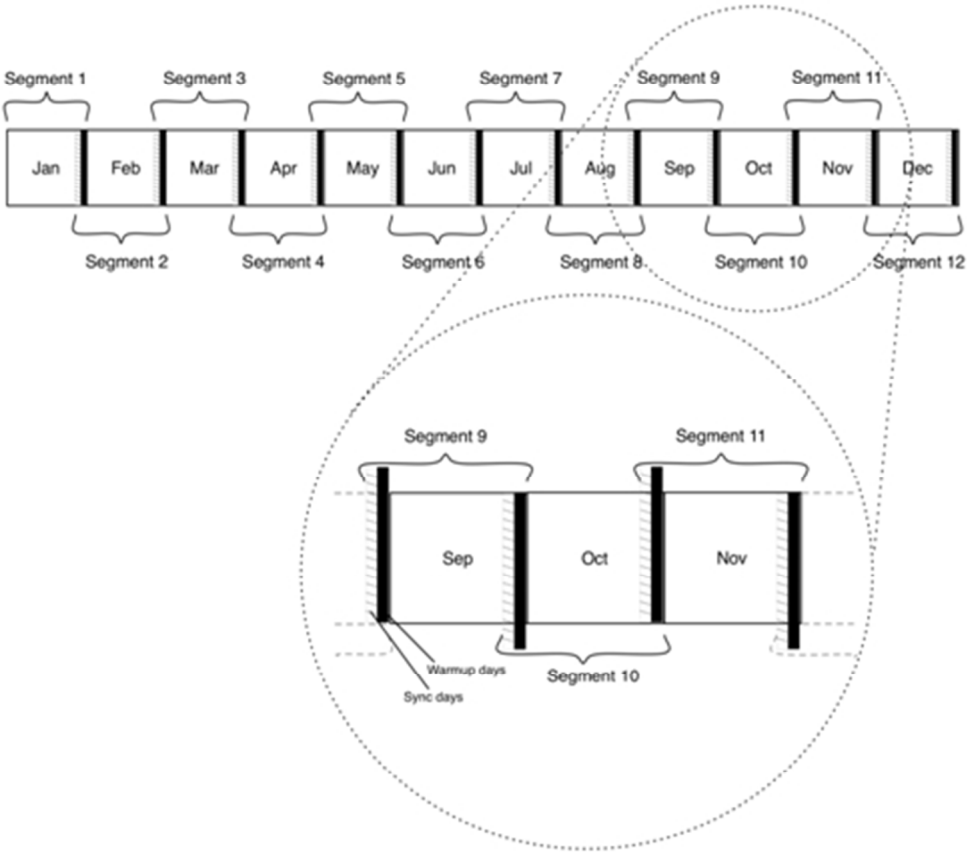 Segment 1
Segment 3
Segment 5
Segment 7
Segment 9
Segment 11
Jan
Feb
Mar
Apr
May
Jun
Jul
Aug
Sep
Oct
Nov
Dec
Segment 2
Segment 4
Segment 6
Segment 8
Segment 10
Segment 12
Segment 9
Segment 11
Sep
Oct
Nov
Warmup days
Segment 10
Sync days